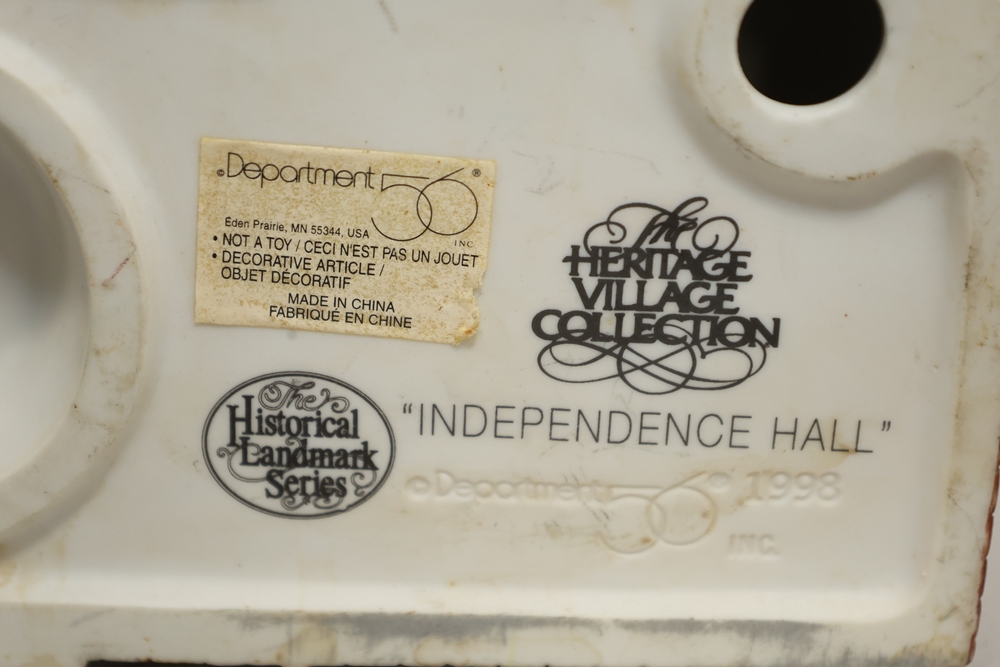 ©Department 56®
INC
Eden Prairie, MN 55344, USA
• NOT A TOY / CECI N'EST PAS UN JOUET
• DECORATIVE ARTICLE /
OBJET DÉCORATIF
MADE IN CHINA
FABRIQUÉ EN CHINE
The
HERITAGE
VILLAGE
COLLECTION
The
Historical
Landmark
Series
“INDEPENDENCE HALL”
©Department 56® 1998
INC.